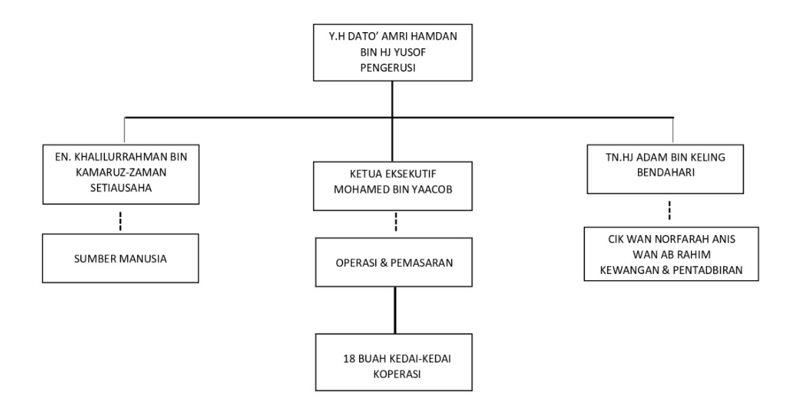 Y.H DATO' AMRI HAMDAN
BIN HJ YUSOF
PENGERUSI
EN. KHALILURRAHMAN BIN
KAMARUZ-ZAMAN
SETIAUSAHA
KETUA EKSEKUTIF
MOHAMED BIN YAACOB
TN.HJ ADAM BIN KELING
BENDAHARI
SUMBER MANUSIA
OPERASI & PEMASARAN
CIK WAN NORFARAH ANIS
WAN AB RAHIM
KEWANGAN & PENTADBIRAN
18 BUAH KEDAI-KEDAI
KOPERASI